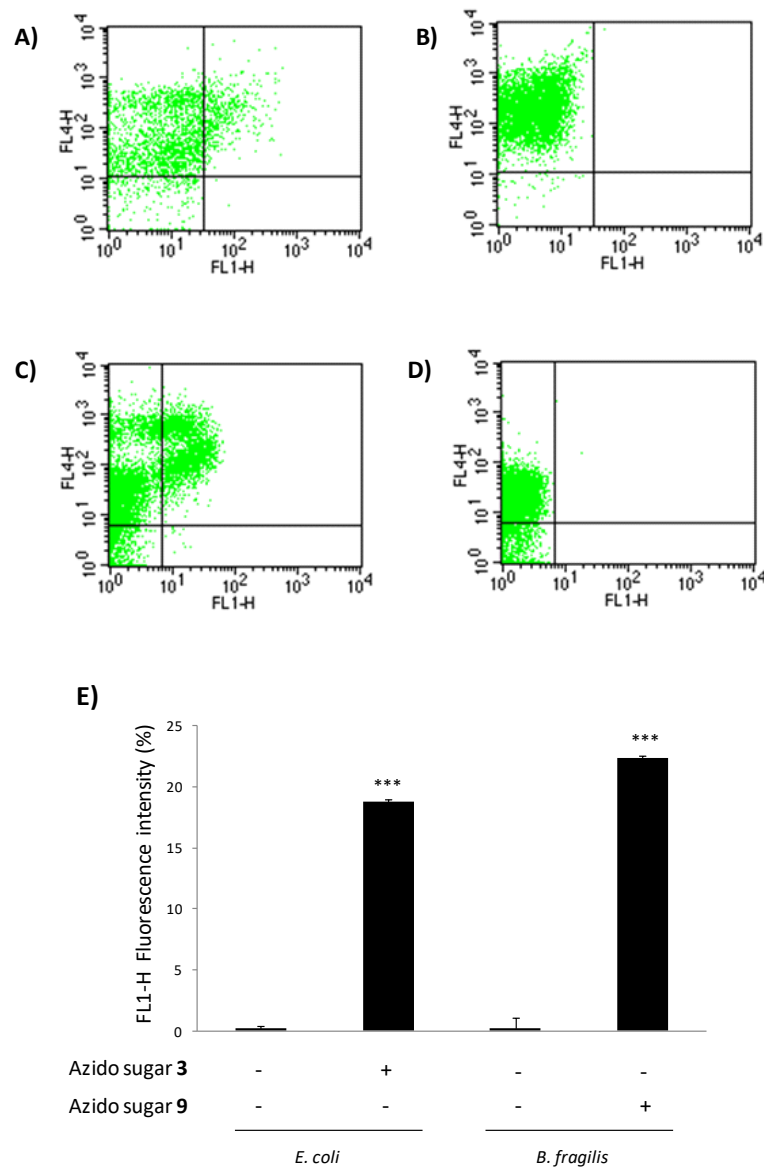 A)
B)
10^4
10^3
10^2
10^1
10^0
FL4-H
10^0 10^1 10^2 10^3 10^4
FL1-H
10^4
10^3
10^2
10^1
10^0
FL4-H
10^0 10^1 10^2 10^3 10^4
FL1-H
C)
D)
10^4
10^3
10^2
10^1
10^0
FL4-H
10^0 10^1 10^2 10^3 10^4
FL1-H
10^4
10^3
10^2
10^1
10^0
FL4-H
10^0 10^1 10^2 10^3 10^4
FL1-H
E)
FL1-H Fluorescence intensity (%)
25
20
15
10
5
0
***
***
Azido sugar 3 - + - -
Azido sugar 9 - - - +
E. coli B. fragilis